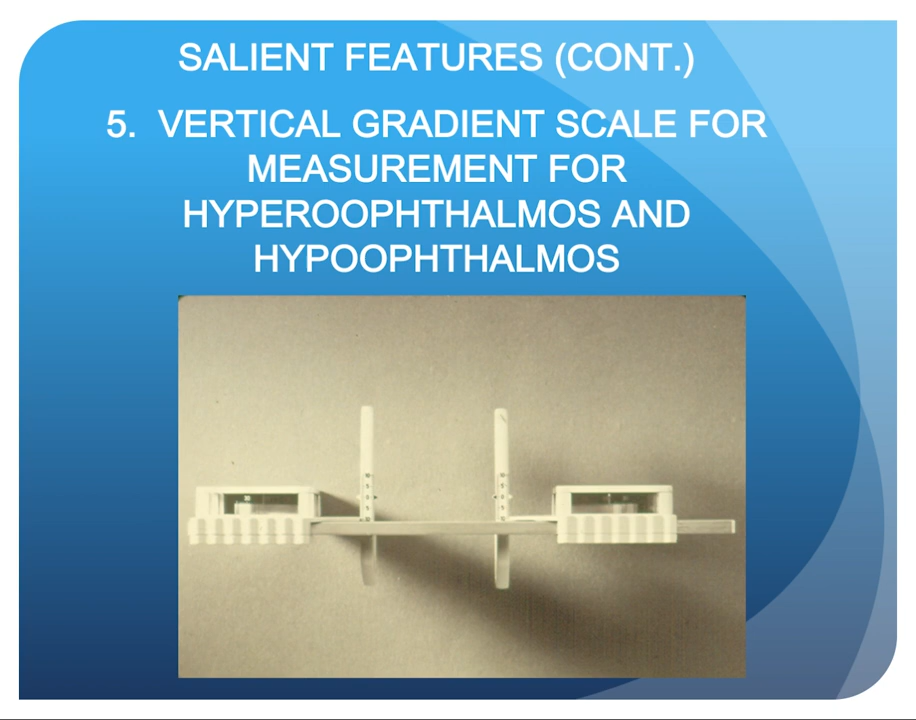 SALIENT FEATURES (CONT.)
5. VERTICAL GRADIENT SCALE FOR
MEASUREMENT FOR
HYPEROOPHTHALMOS AND
HYPOOPHTHALMOS